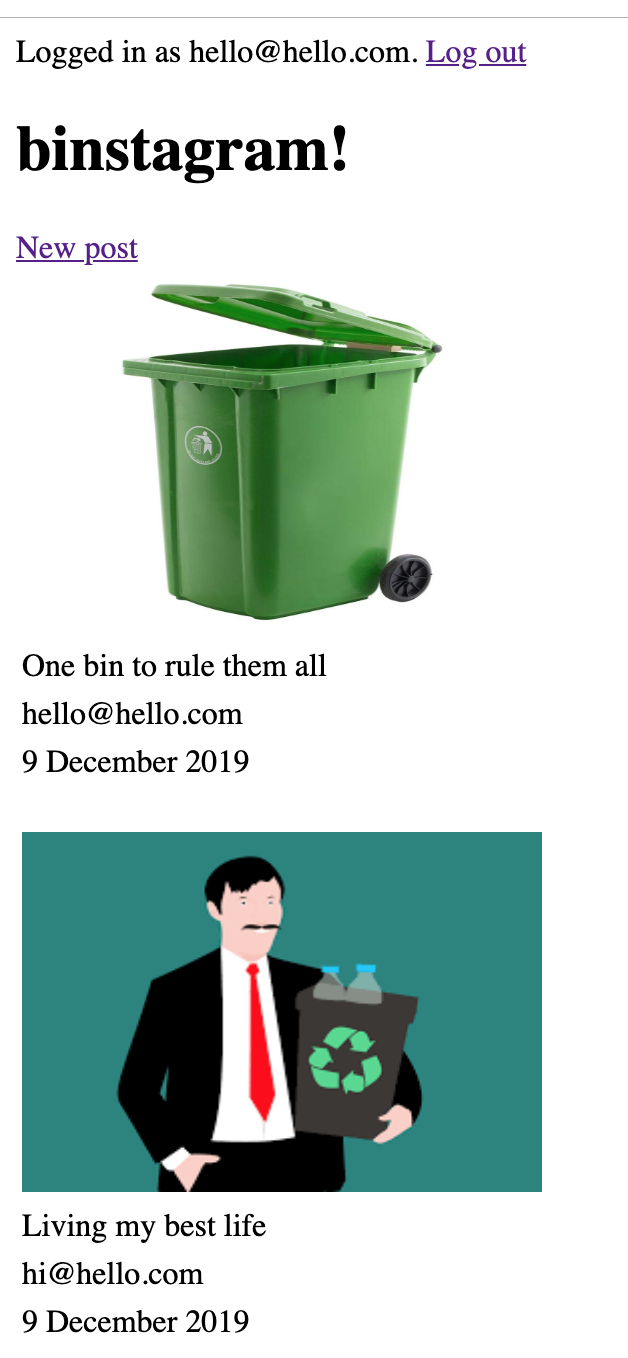 Logged in as hello@hello.com. Log out
binstagram!
New post
One bin to rule them all
hello@hello.com
9 December 2019
Living my best life
hi@hello.com
9 December 2019